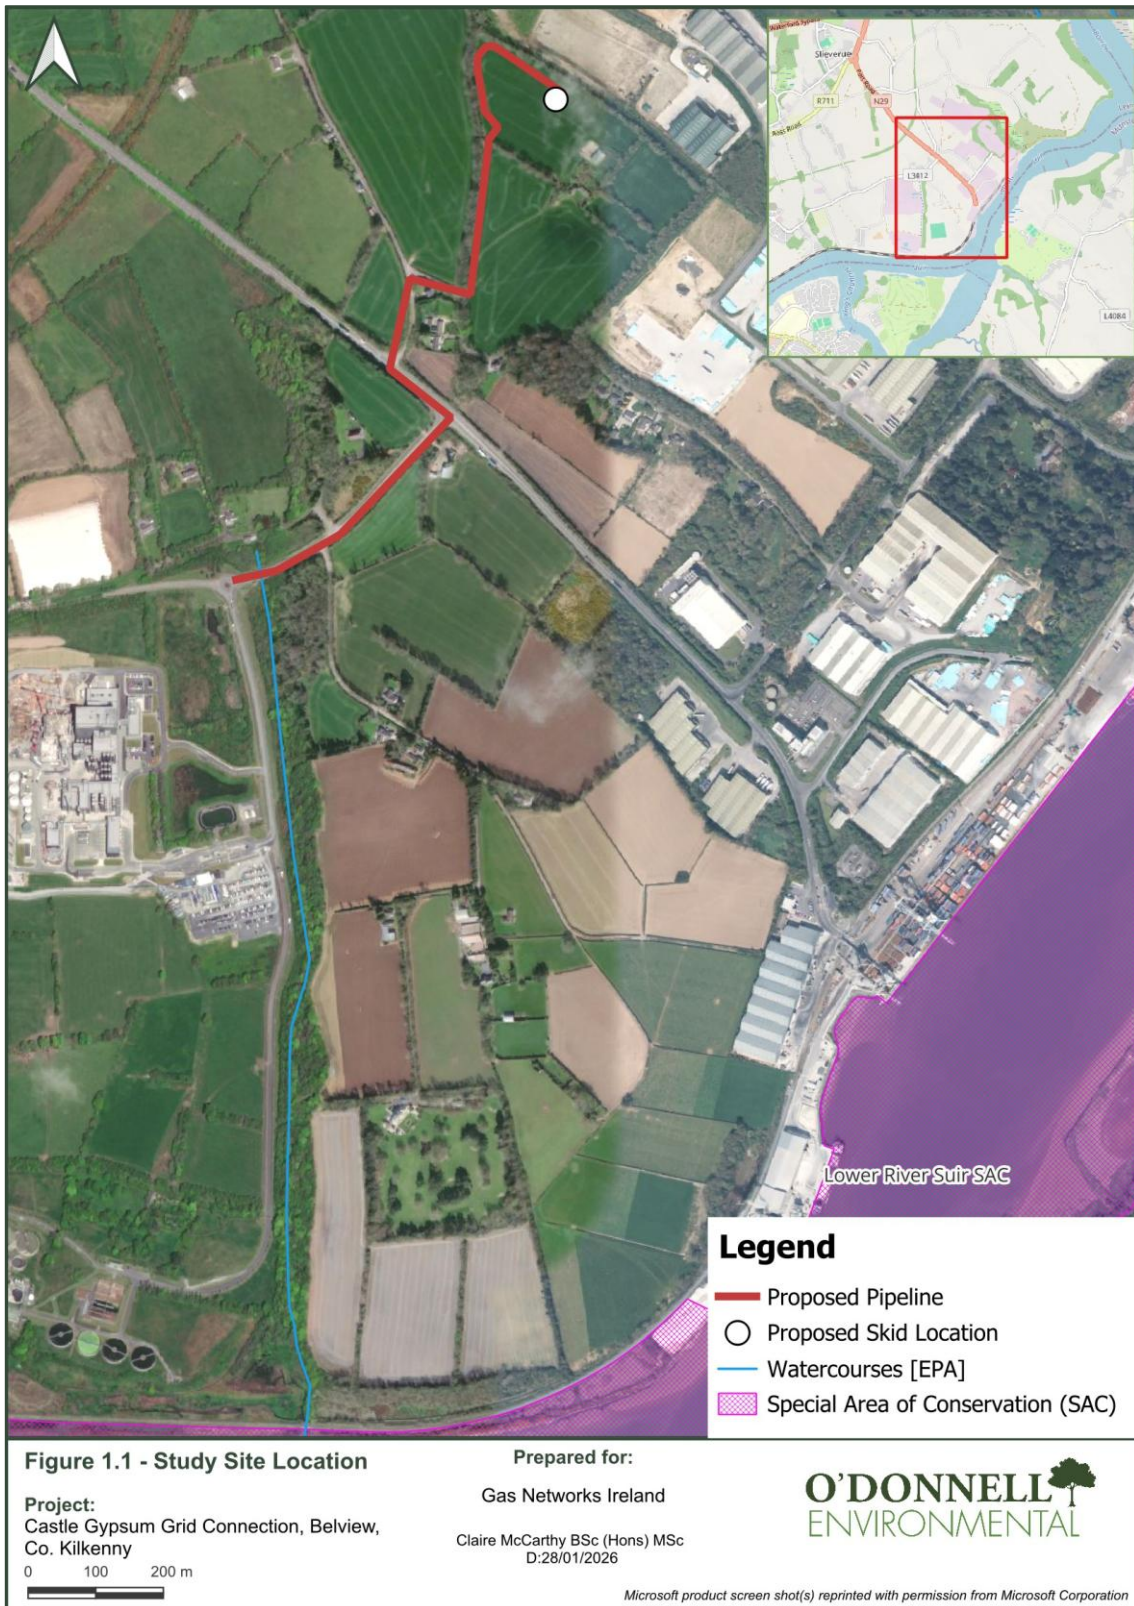 Slieverue
R711
N29
Ross Road
L3412
L4084
Lower River Suir SAC
Legend
Proposed Pipeline
Proposed Skid Location
Watercourses [EPA]
Special Area of Conservation (SAC)
Figure 1.1 - Study Site Location
Project:
Castle Gypsum Grid Connection, Belview,
Co. Kilkenny
0 100 200 m
Prepared for:
Gas Networks Ireland
Claire McCarthy BSc (Hons) MSc
D:28/01/2026
O'DONNELL
ENVIRONMENTAL
Microsoft product screen shot(s) reprinted with permission from Microsoft Corporation